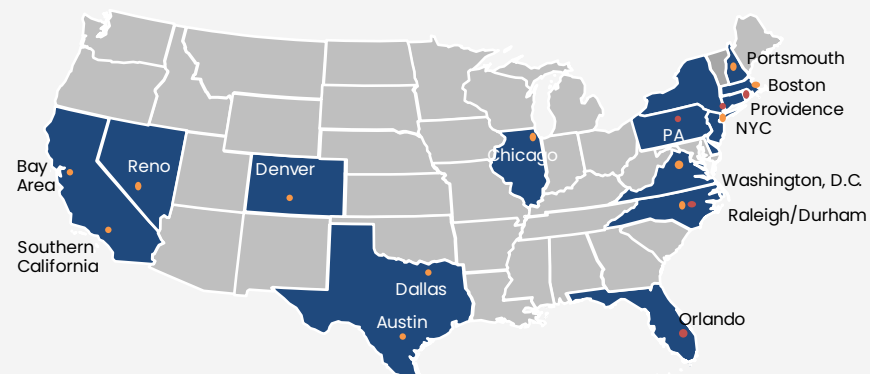 Portsmouth
Boston
Providence
NYC
PA
Chicago
Bay
Area
Reno
Denver
Washington, D.C.
Raleigh/Durham
Southern
California
Dallas
Austin
Orlando